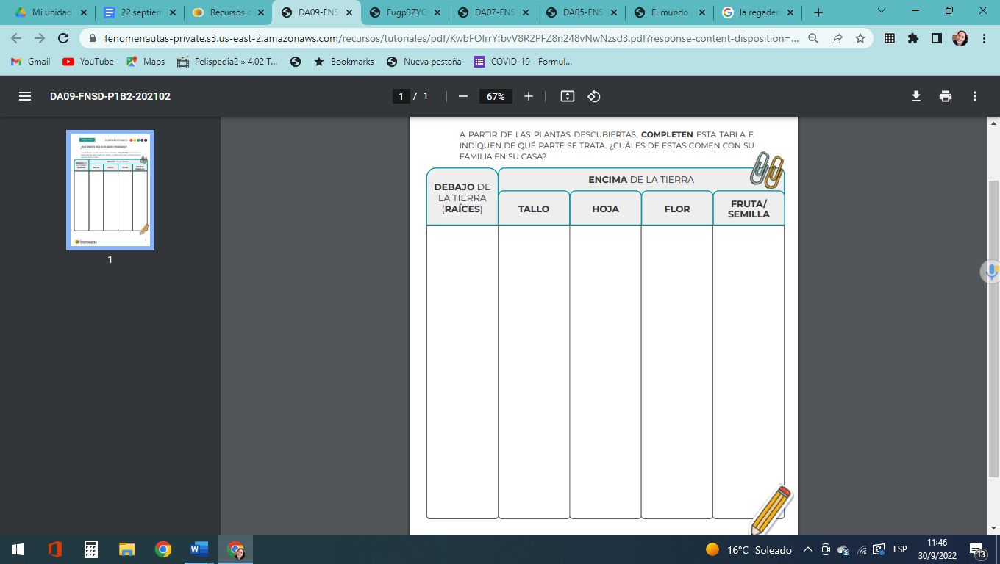 Mi unidad
22.septiem
Recursos d
DA09-FNS
Fugp3ZYC
DA07-FNS
DA05-FNS
El mundo
la regader
fenomenautas-private.s3.us-east-2.amazonaws.com/recursos/tutoriales/pdf/KwbFOIrrYfbvV8R2PFZ8n248vNwNzsd3.pdf?response-content-disposition=...
Gmail
YouTube
Maps
Pelispedia2 » 4.02 T...
Bookmarks
Nueva pestaña
COVID-19 - Formul...
DA09-FNSD-P1B2-202102
1 / 1
67%
1
A PARTIR DE LAS PLANTAS DESCUBIERTAS, COMPLETEN ESTA TABLA E
INDIQUEN DE QUÉ PARTE SE TRATA. ¿CUÁLES DE ESTAS COMEN CON SU
FAMILIA EN SU CASA?
DEBAJO DE
LA TIERRA
(RAÍCES)
ENCIMA DE LA TIERRA
TALLO
HOJA
FLOR
FRUTA/
SEMILLA
16°C Soleado
ESP
11:46
30/9/2022
13